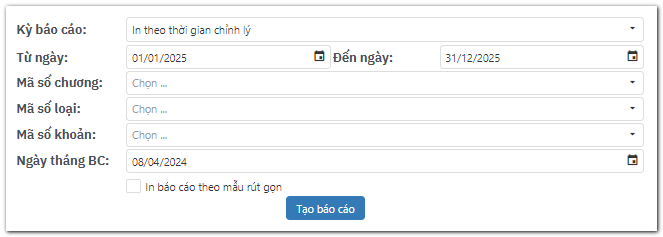 Kỳ báo cáo: In theo thời gian chỉnh lý
Từ ngày: 01/01/2025 Đến ngày: 31/12/2025
Mã số chương: Chọn ...
Mã số loại: Chọn ...
Mã số khoản: Chọn ...
Ngày tháng BC: 08/04/2024
In báo cáo theo mẫu rút gọn
Tạo báo cáo